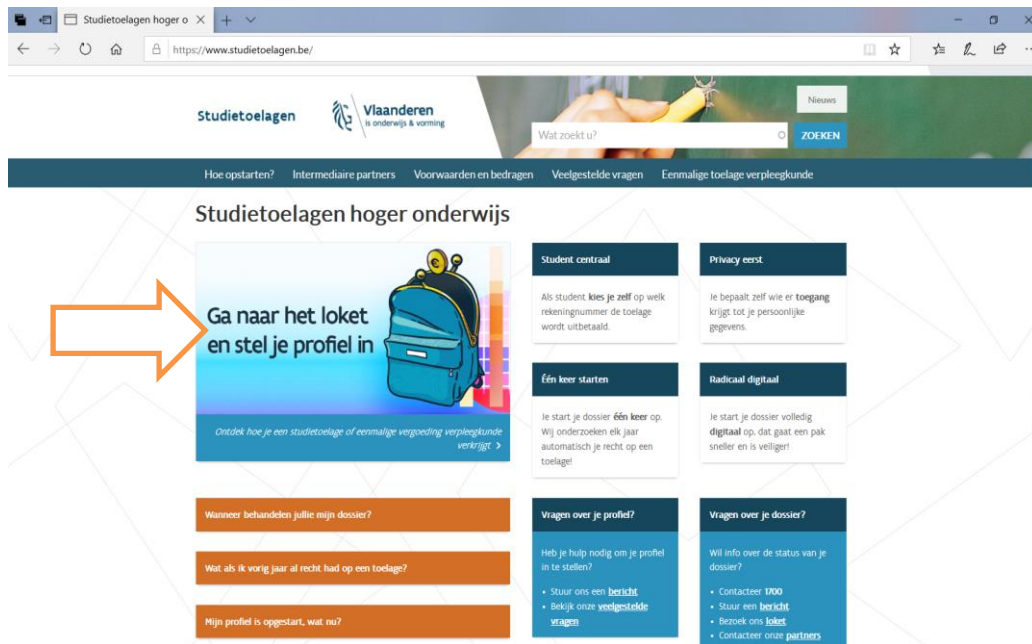 Studietoelagen hoger o
https://www.studietoelagen.be/
Studietoelagen
Vlaanderen
is onderwijs & vorming
Nieuws
Wat zoekt u?
ZOEKEN
Hoe opstarten?
Intermediaire partners
Voorwaarden en bedragen
Veelgestelde vragen
Eenmalige toelage verpleegkunde
Studietoelagen hoger onderwijs
Ga naar het loket
en stel je profiel in
Ontdek hoe je een studietoelage of eenmalige vergoeding verpleegkunde
verkrijgt >
Student centraal
Als student kies je zelf op welk
rekeningnummer de toelage
wordt uitbetaald.
Privacy eerst
Je bepaalt zelf wie er toegang
krijgt tot je persoonlijke
gegevens.
Één keer starten
Je start je dossier één keer op.
Wij onderzoeken elk jaar
automatisch je recht op een
toelage!
Radicaal digitaal
Je start je dossier volledig
digitaal op, dat gaat een pak
sneller en is veiliger!
Wanneer behandelen jullie mijn dossier?
Wat als ik vorig jaar al recht had op een toelage?
Mijn profiel is opgestart, wat nu?
Vragen over je profiel?
Heb je hulp nodig om je profiel
in te stellen?
• Stuur ons een bericht
• Bekijk onze veelgestelde
vragen
Vragen over je dossier?
Wil info over de status van je
dossier?
• Contacteer 1700
• Stuur een bericht
• Bezoek ons loket
• Contacteer onze partners